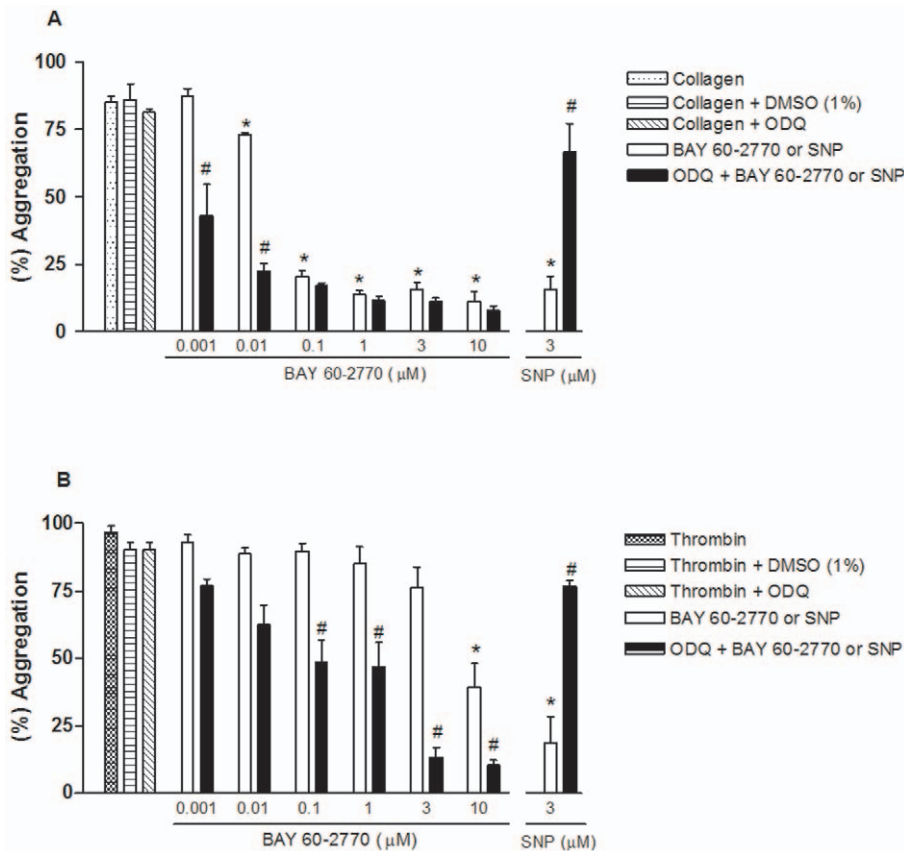 A
100
75
50
25
0
(%) Aggregation
#
*
#
*
*
*
*
*
#
0.001 0.01 0.1 1 3 10 3
BAY 60-2770 (µM) SNP (µM)
Collagen
Collagen + DMSO (1%)
Collagen + ODQ
BAY 60-2770 or SNP
ODQ + BAY 60-2770 or SNP
B
100
75
50
25
0
(%) Aggregation
#
#
#
*
#
*
#
0.001 0.01 0.1 1 3 10 3
BAY 60-2770 (µM) SNP (µM)
Thrombin
Thrombin + DMSO (1%)
Thrombin + ODQ
BAY 60-2770 or SNP
ODQ + BAY 60-2770 or SNP